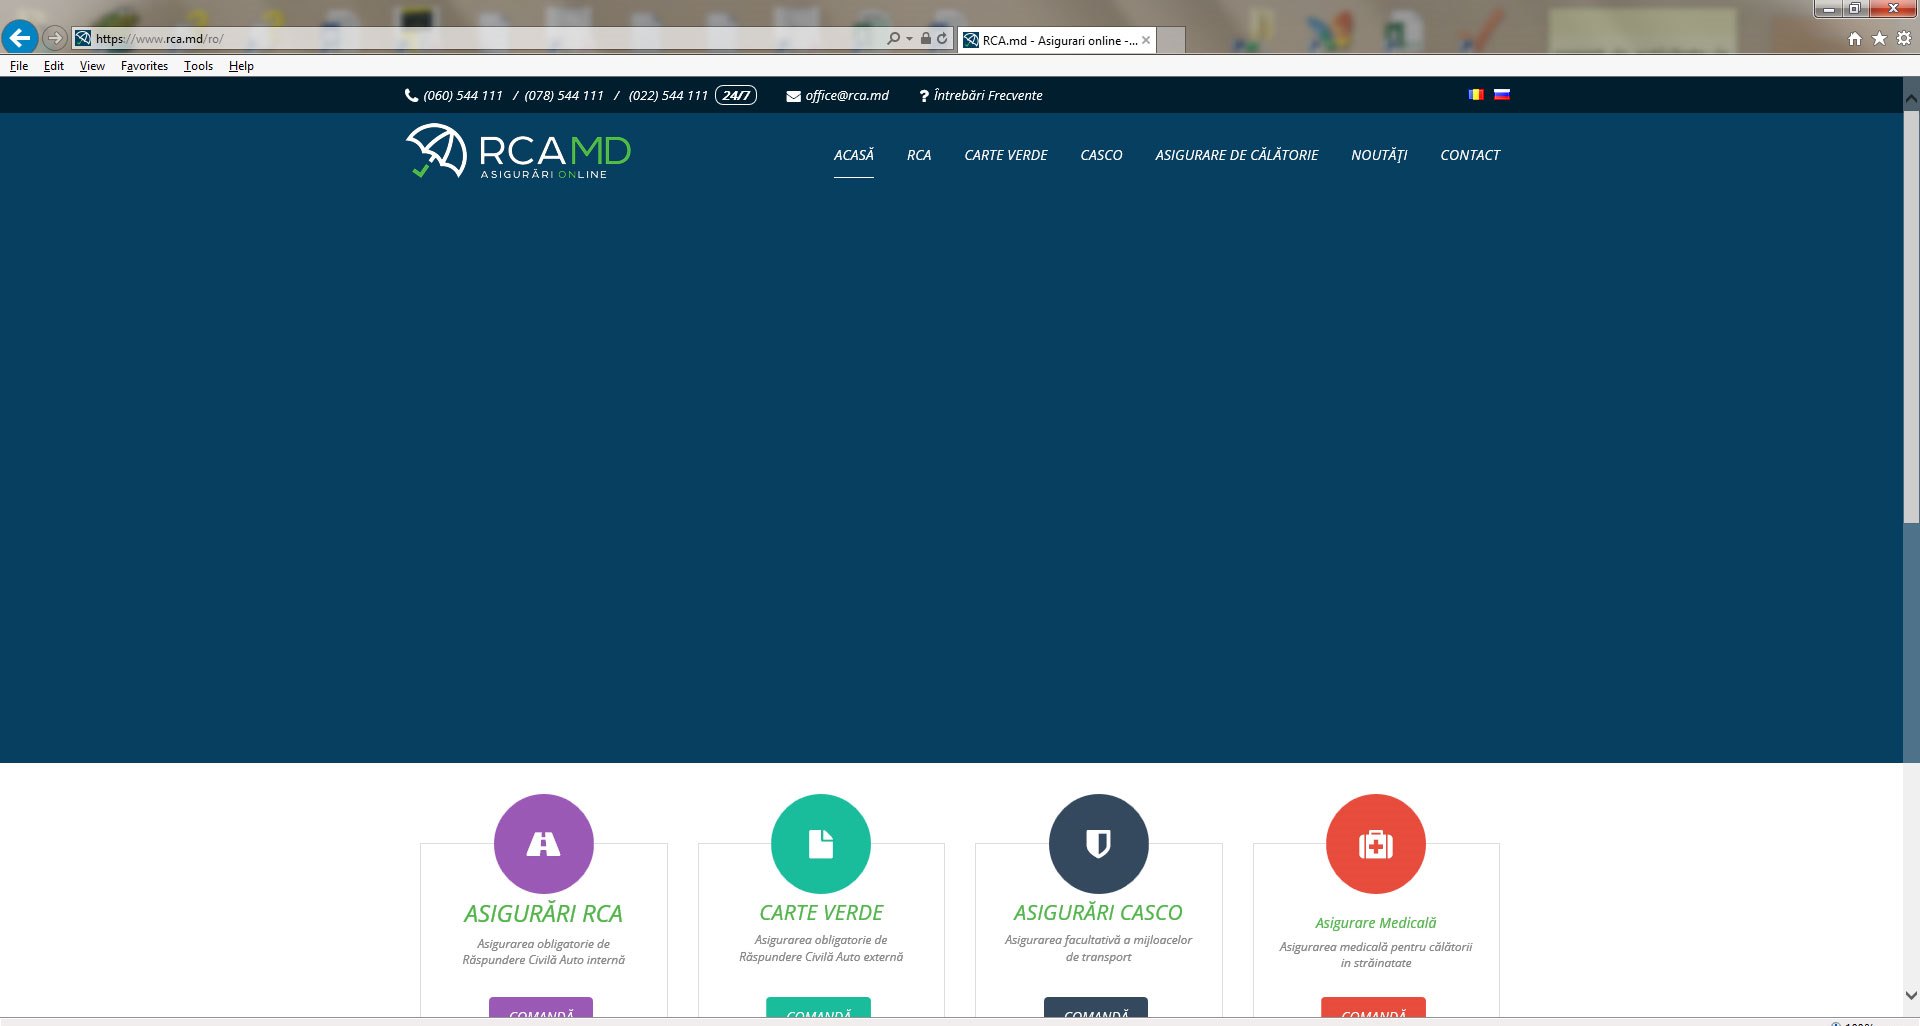 https://www.rca.md/ro/
RCA.md - Asigurari online -...
File Edit View Favorites Tools Help
(060) 544 111 / (078) 544 111 / (022) 544 111 24/7 office@rca.md ? Întrebări Frecvente
RCAMD
ASIGURĂRI ONLINE
ACASĂ RCA CARTE VERDE CASCO ASIGURARE DE CĂLĂTORIE NOUTĂȚI CONTACT
ASIGURĂRI RCA
Asigurarea obligatorie de
Răspundere Civilă Auto internă
COMANDĂ
CARTE VERDE
Asigurarea obligatorie de
Răspundere Civilă Auto externă
COMANDĂ
ASIGURĂRI CASCO
Asigurarea facultativă a mijloacelor
de transport
COMANDĂ
Asigurare Medicală
Asigurarea medicală pentru călătorii
in străinatate
COMANDĂ